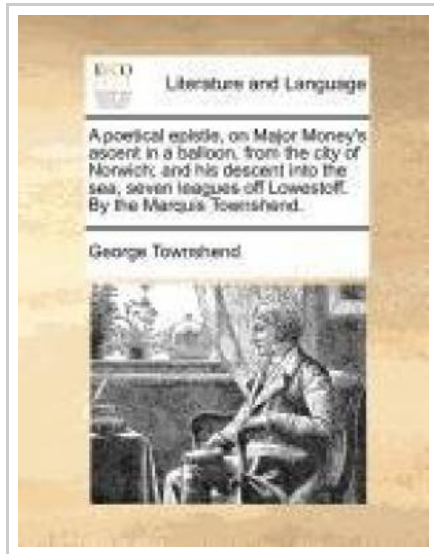 ECCO
Literature and Language
A poetical epistle, on Major Money's
ascent in a balloon, from the city of
Norwich; and his descent into the
sea, seven leagues off Lowestoff.
By the Marquis Townshend.
George Townshend